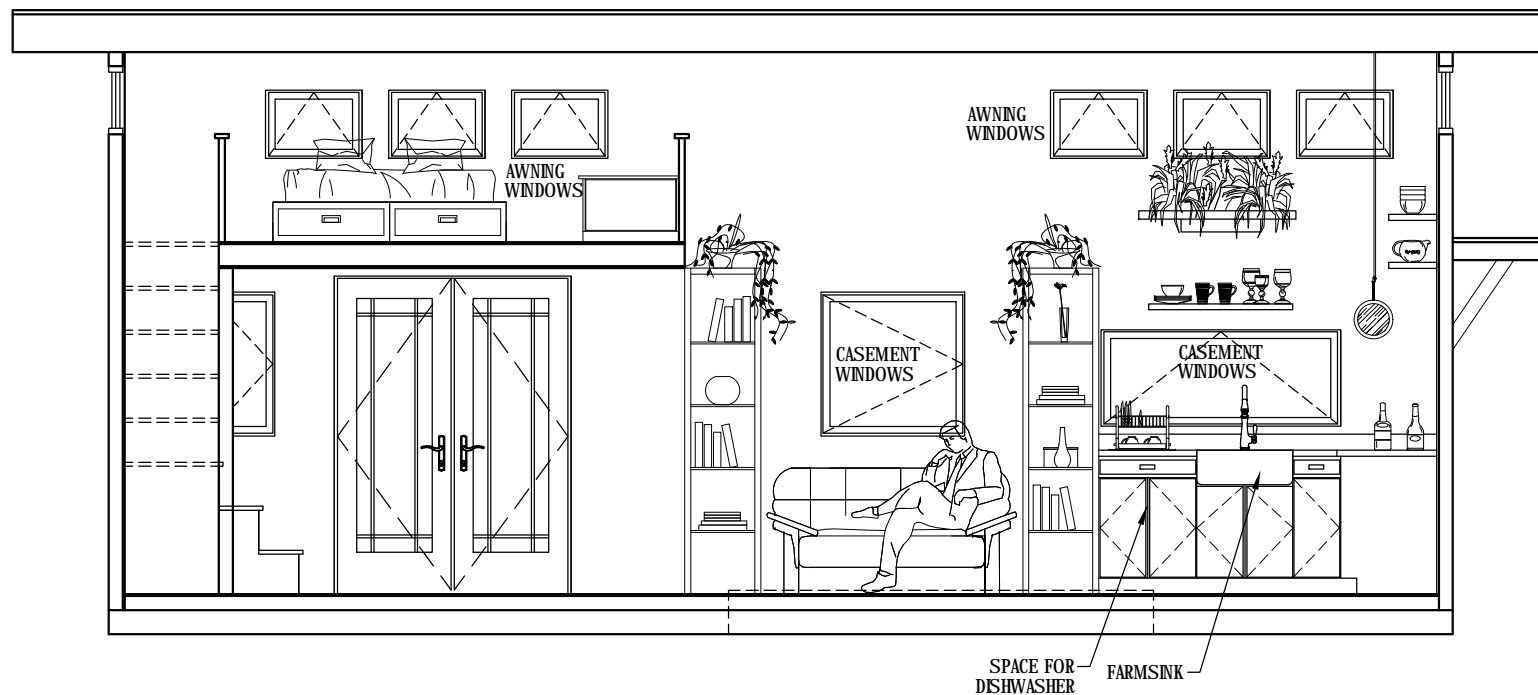 AWNING
WINDOWS
AWNING
WINDOWS
CASEMENT
WINDOWS
CASEMENT
WINDOWS
SPACE FOR
DISHWASHER
FARMSINK